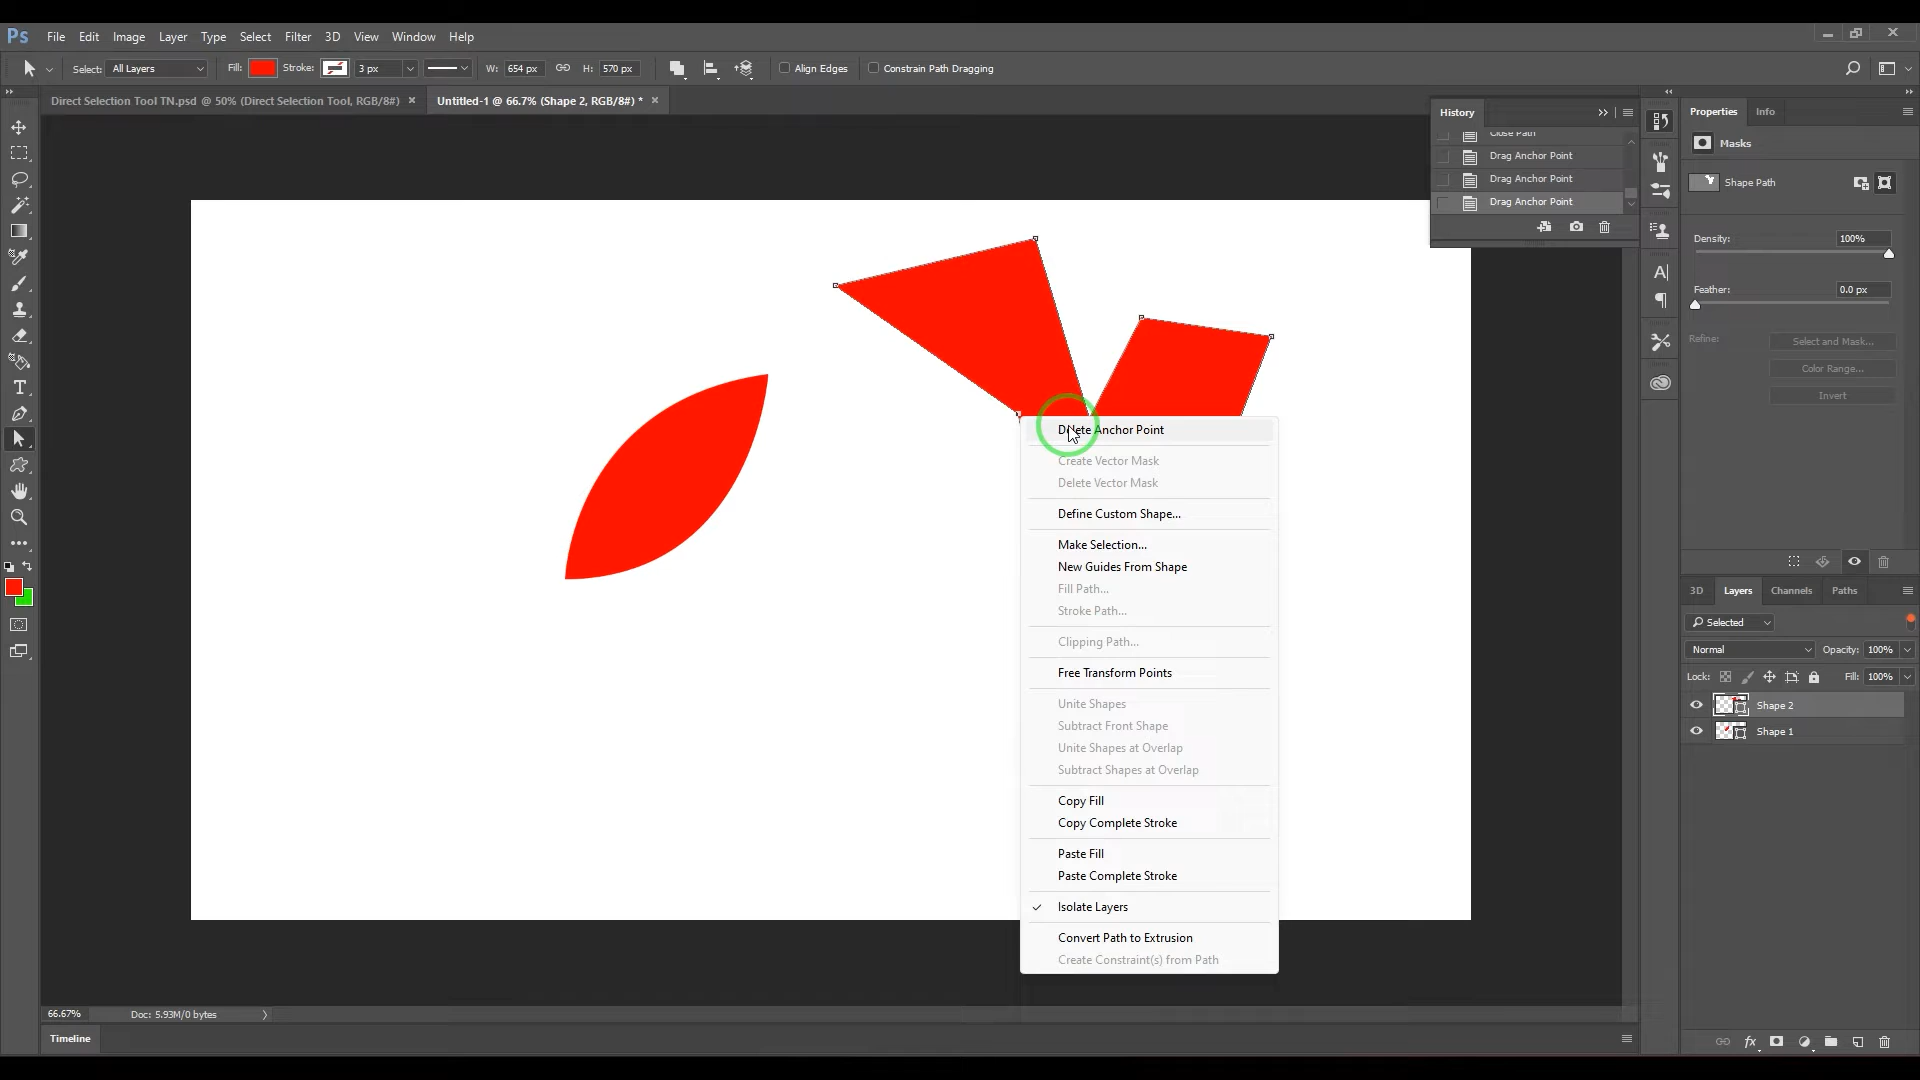 Ps File Edit Image Layer Type Select Filter 3D View Window Help
Select: All Layers Fill: Stroke: 3 px W: 654 px H: 570 px Align Edges Constrain Path Dragging
Direct Selection Tool TN.psd @ 50% (Direct Selection Tool, RGB/8#) × Untitled-1 @ 66.7% (Shape 2, RGB/8#) * ×
History
Close Path
Drag Anchor Point
Drag Anchor Point
Drag Anchor Point
Properties Info
Masks
Shape Path
Density: 100%
Feather: 0.0 px
Refine: Select and Mask...
Color Range...
Invert
Delete Anchor Point
Create Vector Mask
Delete Vector Mask
Define Custom Shape...
Make Selection...
New Guides From Shape
Fill Path...
Stroke Path...
Clipping Path...
Free Transform Points
Unite Shapes
Subtract Front Shape
Unite Shapes at Overlap
Subtract Shapes at Overlap
Copy Fill
Copy Complete Stroke
Paste Fill
Paste Complete Stroke
Isolate Layers
Convert Path to Extrusion
Create Constraint(s) from Path
3D Layers Channels Paths
Selected
Normal Opacity: 100%
Lock: Fill: 100%
Shape 2
Shape 1
66.67% Doc: 5.93M/0 bytes
Timeline